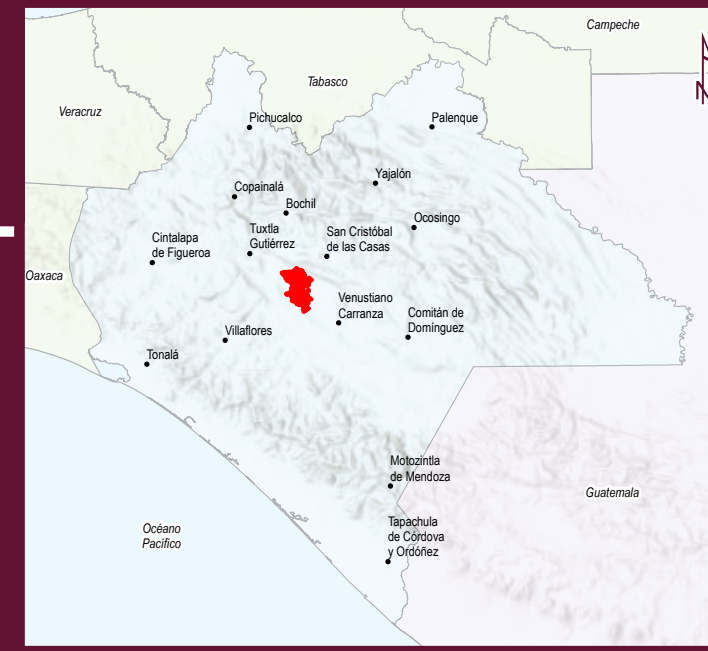 Campeche
Tabasco
Veracruz
Pichucalco
Palenque
Yajalón
Copainalá
Bochil
Ocosingo
Tuxtla
Gutiérrez
San Cristóbal
de las Casas
Cintalapa
de Figueroa
Oaxaca
Venustiano
Carranza
Comitán de
Domínguez
Villaflores
Tonalá
Motozintla
de Mendoza
Guatemala
Océano
Pacífico
Tapachula
de Córdova
y Ordóñez